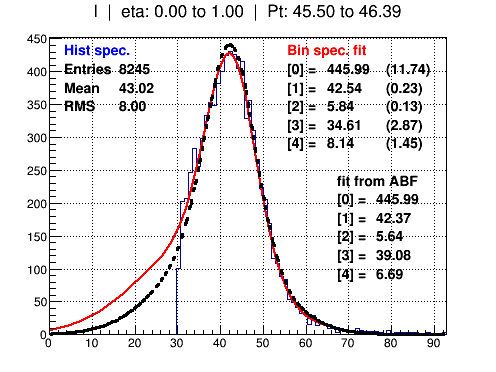 I | eta: 0.00 to 1.00 | Pt: 45.50 to 46.39
Hist spec.
Entries 8245
Mean 43.02
RMS 8.00
Bin spec. fit
[0] = 445.99 (11.74)
[1] = 42.54 (0.23)
[2] = 5.84 (0.13)
[3] = 34.61 (2.87)
[4] = 8.14 (1.45)
fit from ABF
[0] = 445.99
[1] = 42.37
[2] = 5.64
[3] = 39.08
[4] = 6.69
450
400
350
300
250
200
150
100
50
0
0 10 20 30 40 50 60 70 80 90